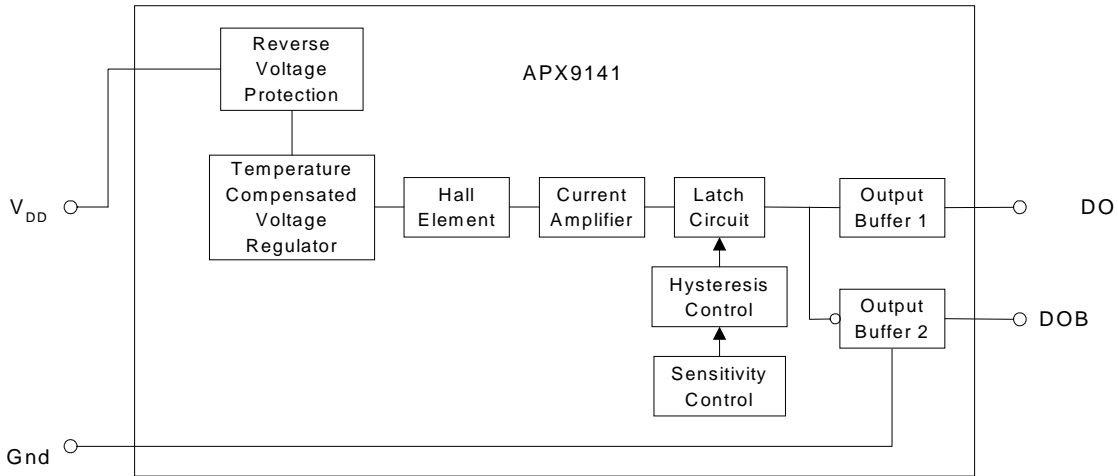 Reverse
Voltage
Protection
APX9141
Temperature
Compensated
Voltage
Regulator
Hall
Element
Current
Amplifier
Latch
Circuit
Output
Buffer 1
VDD
DO
Hysteresis
Control
Output
Buffer 2
DOB
Sensitivity
Control
Gnd